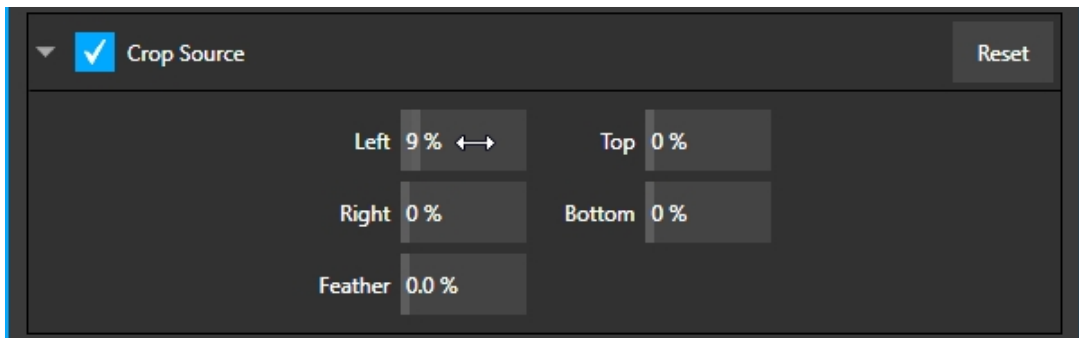 Crop Source Reset
Left 9 % Top 0 %
Right 0 % Bottom 0 %
Feather 0.0 %